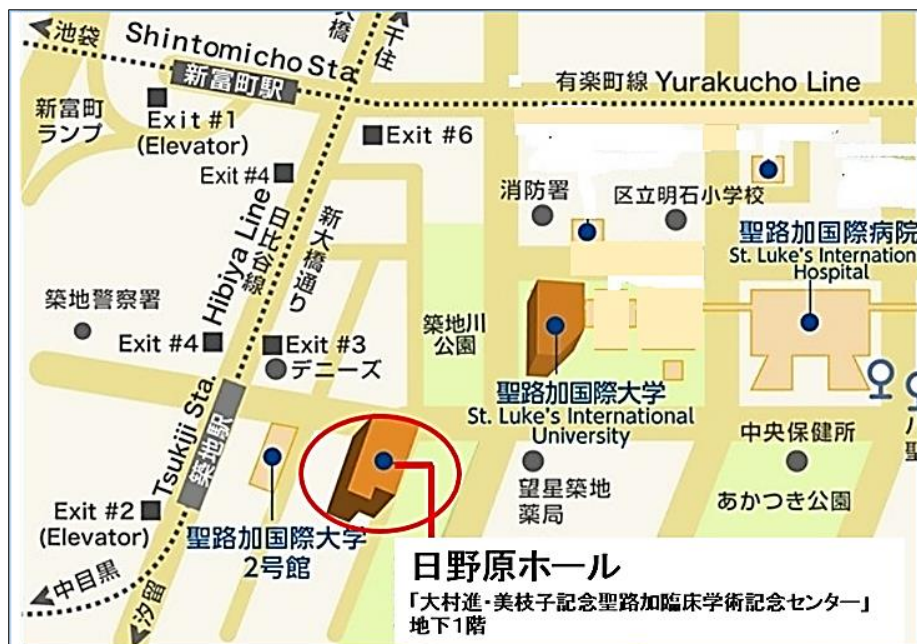 池袋
大橋
千住
Shintomicho Sta.
新富町駅
有楽町線 Yurakucho Line
新富町
ランプ
Exit #1
(Elevator)
Exit #6
Exit #4
Hibiya Line
日比谷線
新大橋通り
消防署
区立明石小学校
聖路加国際病院
St. Luke's Internation
Hospital
築地警察署
Exit #4
Exit #3
デニーズ
築地川
公園
聖路加国際大学
St. Luke's International
University
Tsukiji Sta.
築地駅
望星築地
薬局
中央保健所
あかつき公園
Exit #2
(Elevator)
聖路加国際大学
2号館
中目黒
汐留
日野原ホール
「大村進・美枝子記念聖路加臨床学術記念センター」
地下1階